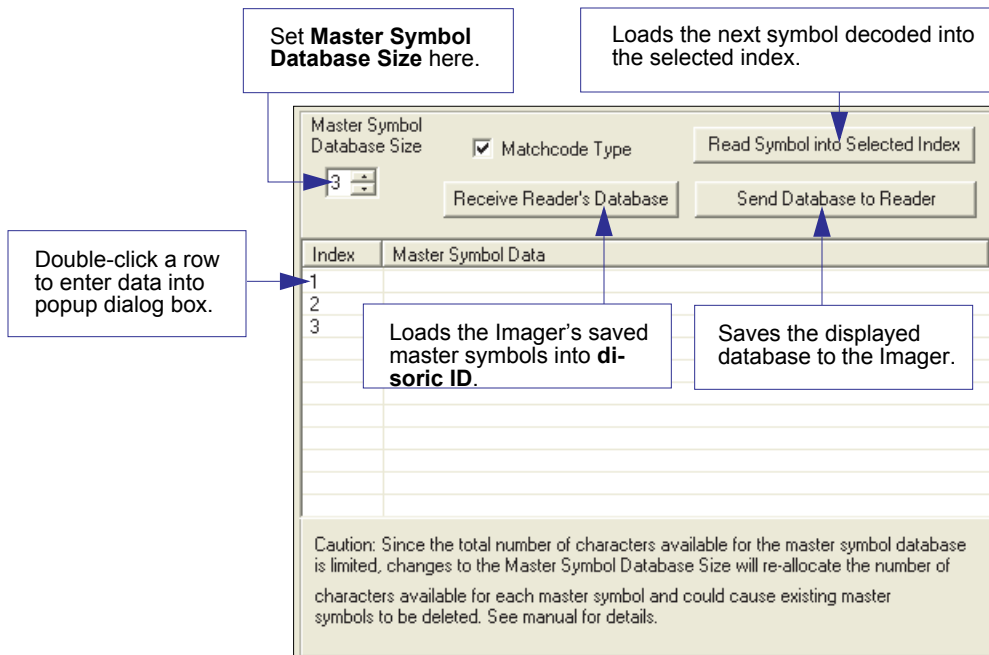 Set Master Symbol
Database Size here.
Loads the next symbol decoded into
the selected index.
Master Symbol
Database Size
Matchcode Type
Read Symbol into Selected Index
3
Receive Reader's Database
Send Database to Reader
Double-click a row
to enter data into
popup dialog box.
Index
Master Symbol Data
1
2
3
Loads the Imager's saved
master symbols into di-
soric ID.
Saves the displayed
database to the Imager.
Caution: Since the total number of characters available for the master symbol database
is limited, changes to the Master Symbol Database Size will re-allocate the number of
characters available for each master symbol and could cause existing master
symbols to be deleted. See manual for details.